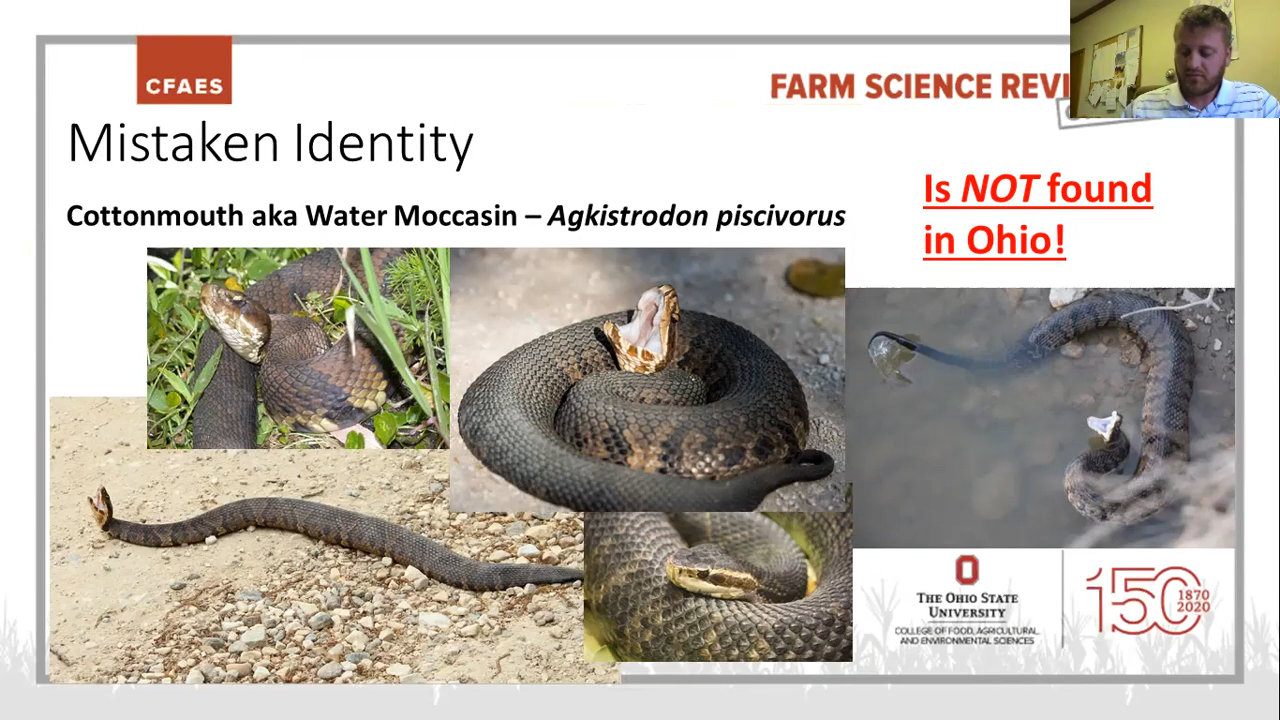 CFAES
FARM SCIENCE REVI
Mistaken Identity
Is NOT found
in Ohio!
Cottonmouth aka Water Moccasin – Agkistrodon piscivorus
THE OHIO STATE
UNIVERSITY
COLLEGE OF FOOD, AGRICULTURAL,
AND ENVIRONMENTAL SCIENCES
150
1870
2020